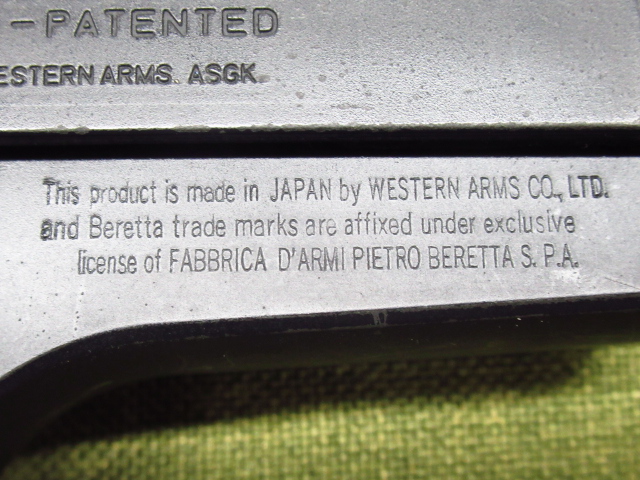 -PATENTED
ESTERN ARMS. ASGK.
This product is made in JAPAN by WESTERN ARMS CO., LTD.
and Beretta trade marks are affixed under exclusive
license of FABBRICA D'ARMI PIETRO BERETTA S. P.A.